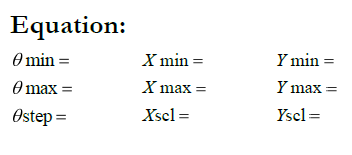 Equation:
θ min = X min = Y min =
θ max = X max = Y max =
θstep = Xscl = Yscl =